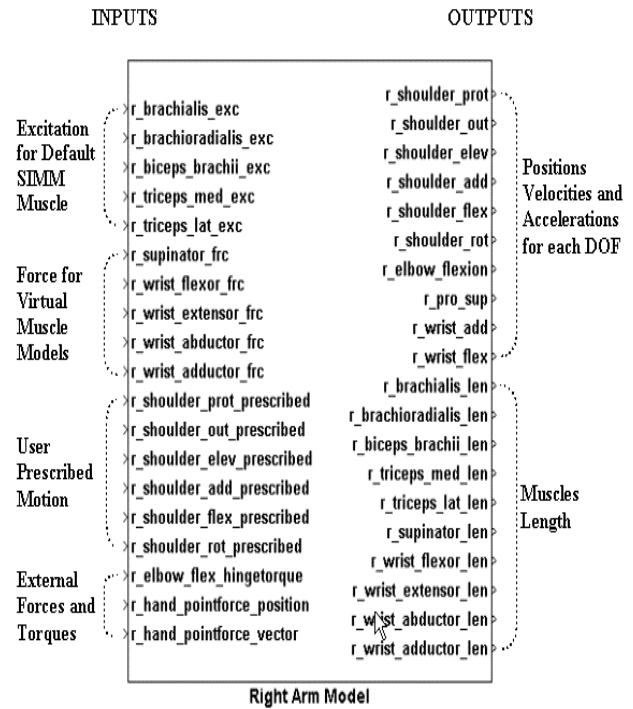 INPUTS
OUTPUTS
Excitation
for Default
SIMM
Muscle
r_brachialis_exc
r_brachioradialis_exc
r_biceps_brachii_exc
r_triceps_med_exc
r_triceps_lat_exc
Force for
Virtual
Muscle
Models
r_supinator_frc
r_wrist_flexor_frc
r_wrist_extensor_frc
r_wrist_abductor_frc
r_wrist_adductor_frc
User
Prescribed
Motion
r_shoulder_prot_prescribed
r_shoulder_out_prescribed
r_shoulder_elev_prescribed
r_shoulder_add_prescribed
r_shoulder_flex_prescribed
r_shoulder_rot_prescribed
External
Forces and
Torques
r_elbow_flex_hingetorque
r_hand_pointforce_position
r_hand_pointforce_vector
r_shoulder_prot
r_shoulder_out
r_shoulder_elev
r_shoulder_add
r_shoulder_flex
r_shoulder_rot
r_elbow_flexion
r_pro_sup
r_wrist_add
r_wrist_flex
Positions
Velocities and
Accelerations
for each DOF
r_brachialis_len
r_brachioradialis_len
r_biceps_brachii_len
r_triceps_med_len
r_triceps_lat_len
r_supinator_len
r_wrist_flexor_len
r_wrist_extensor_len
r_wrist_abductor_len
r_wrist_adductor_len
Muscles
Length
Right Arm Model